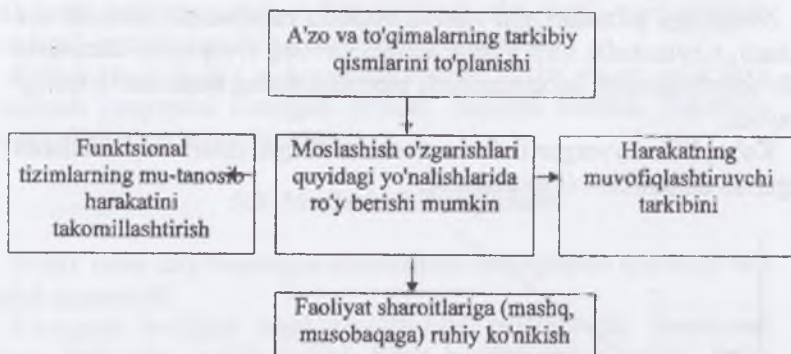 A'zo va to'qimalarning tarkibiy
qismlarini to'planishi
Funktsional
tizimlarning mu-tanosib
harakatini
takomillashtirish
Moslashish o'zgarishlari
quyidagi yo'nalishlarida
ro'y berishi mumkin
Harakatning
muvofiqlashtiruvchi
tarkibini
Faoliyat sharoitlariga (mashq,
musobaqaga) ruhiy ko'nikish